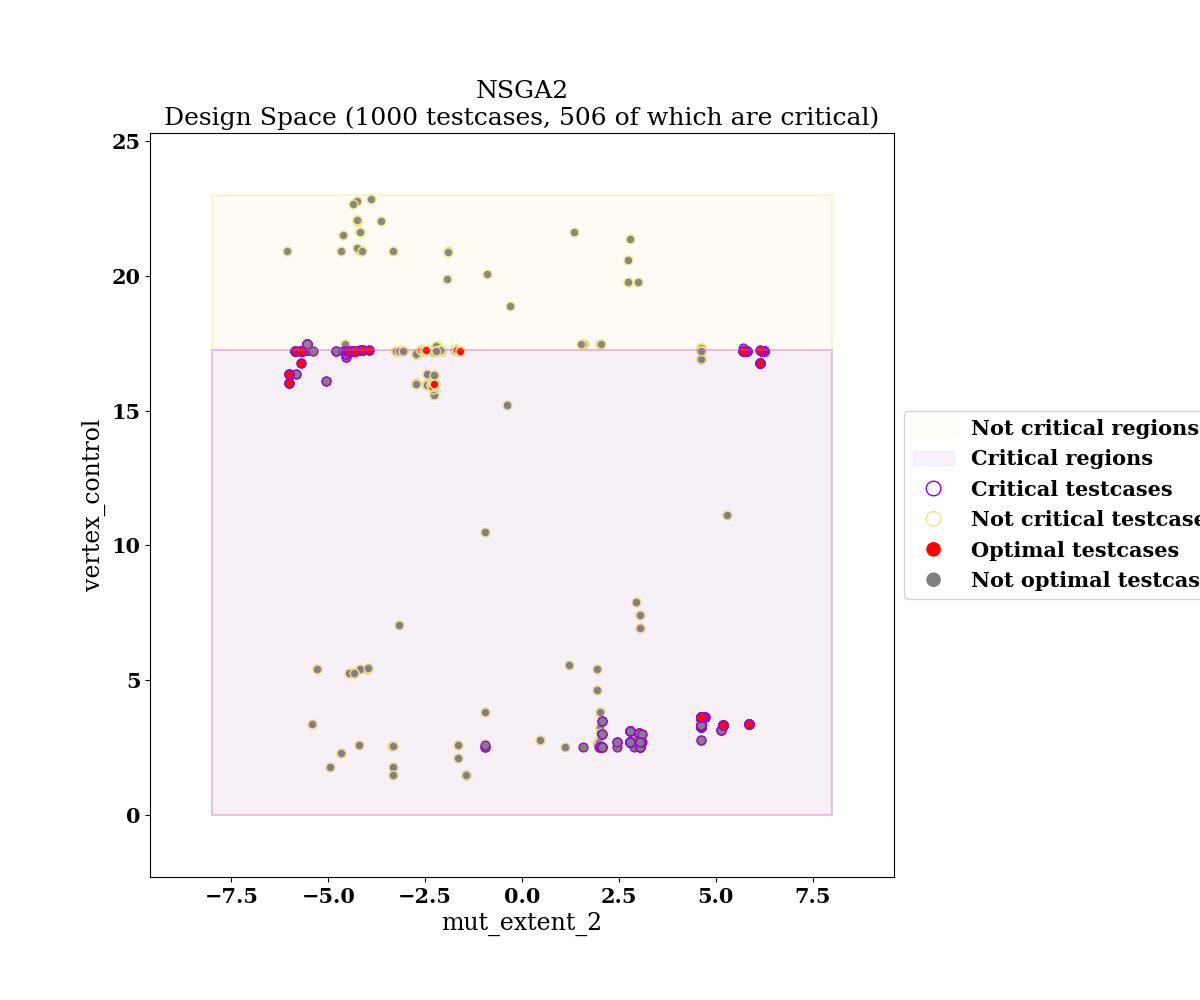 NSGA2
Design Space (1000 testcases, 506 of which are critical)
25
20
15
10
5
0
vertex_control
−7.5 −5.0 −2.5 0.0 2.5 5.0 7.5
mut_extent_2
Not critical regions
Critical regions
Critical testcases
Not critical testcase
Optimal testcases
Not optimal testcas